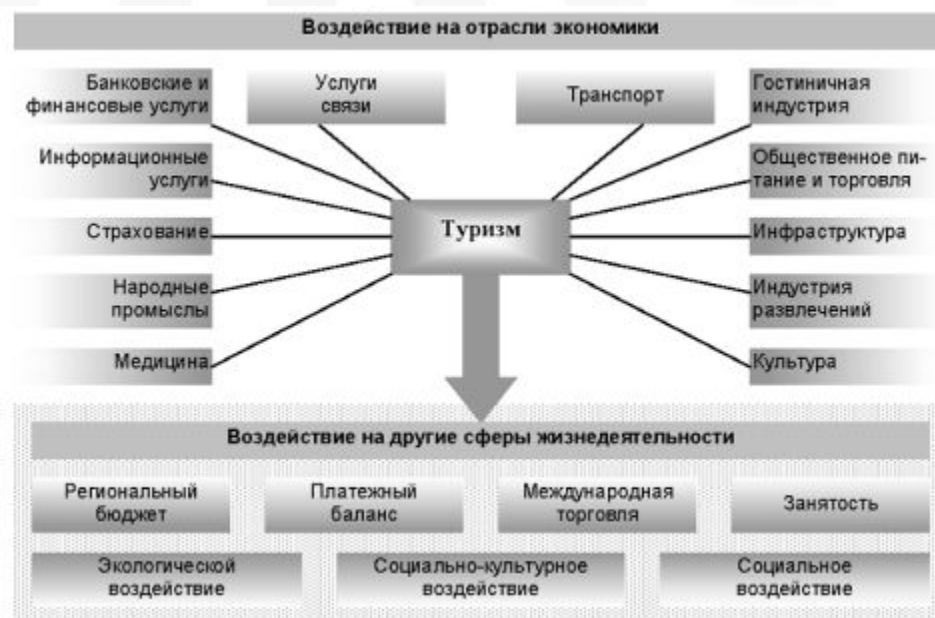 Воздействие на отрасли экономики
Банковские и
финансовые услуги
Услуги
связи
Транспорт
Гостиничная
индустрия
Информационные
услуги
Общественное пи-
тание и торговля
Страхование
Туризм
Инфраструктура
Народные
промыслы
Индустрия
развлечений
Медицина
Культура
Воздействие на другие сферы жизнедеятельности
Региональный
бюджет
Платежный
баланс
Международная
торговля
Занятость
Экологической
воздействие
Социально-культурное
воздействие
Социальное
воздействие